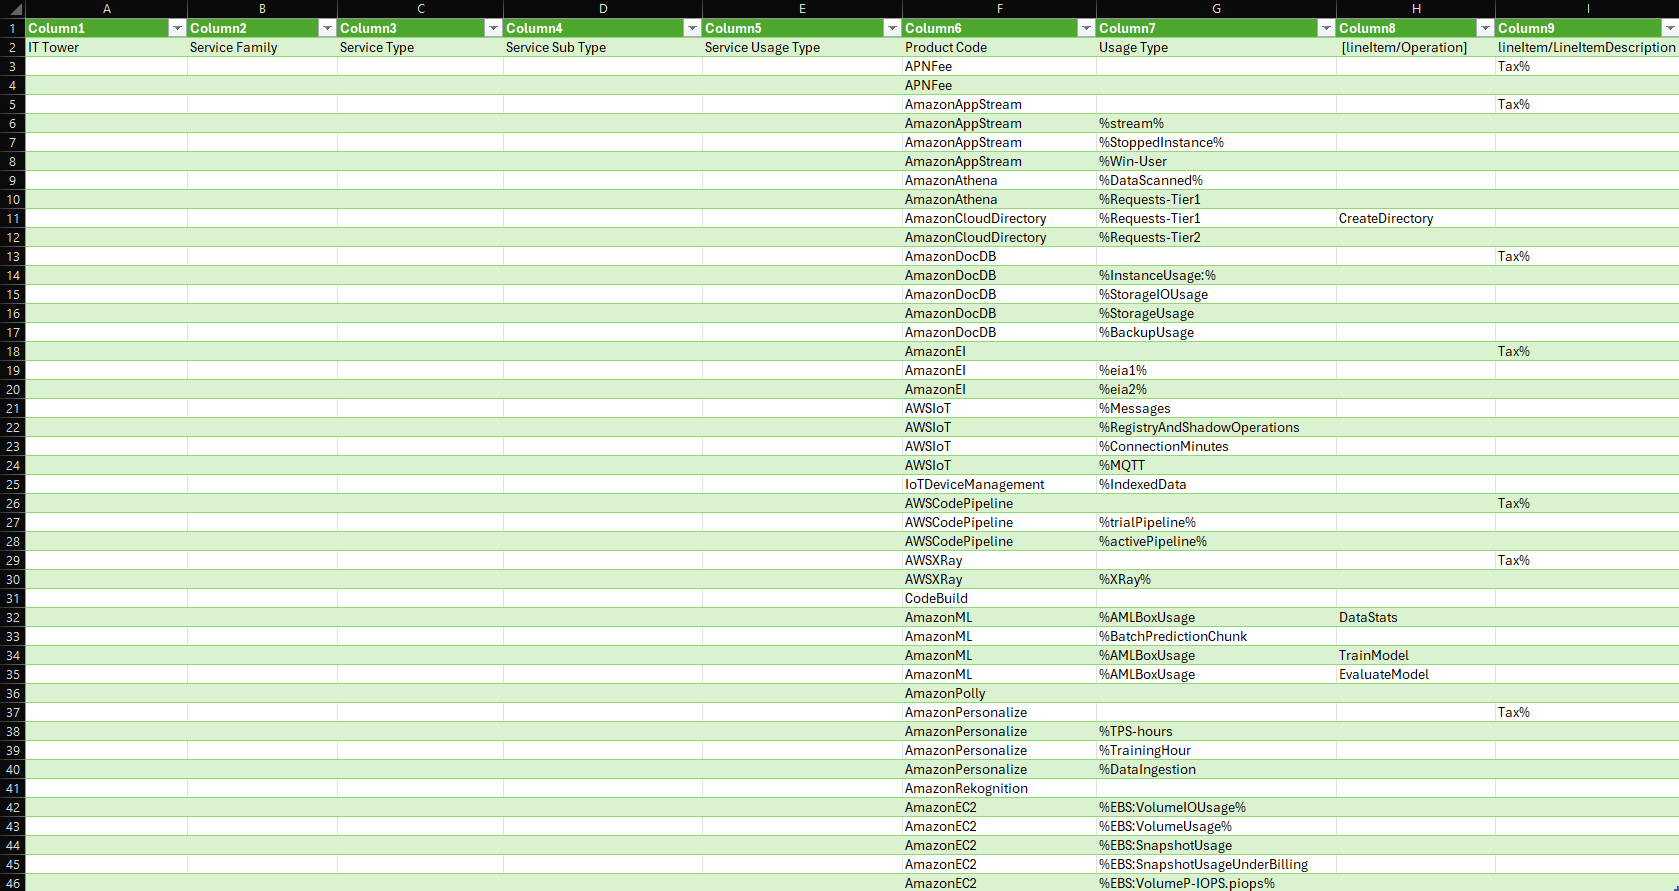 A B C D E F G H I
1 Column1 Column2 Column3 Column4 Column5 Column6 Column7 Column8 Column9
2 IT Tower Service Family Service Type Service Sub Type Service Usage Type Product Code Usage Type [lineItem/Operation] lineItem/LineItemDescription
3 APNFee Tax%
4 APNFee
5 AmazonAppStream Tax%
6 AmazonAppStream %stream%
7 AmazonAppStream %StoppedInstance%
8 AmazonAppStream %Win-User
9 AmazonAthena %DataScanned%
10 AmazonAthena %Requests-Tier1
11 AmazonCloudDirectory %Requests-Tier1 CreateDirectory
12 AmazonCloudDirectory %Requests-Tier2
13 AmazonDocDB Tax%
14 AmazonDocDB %InstanceUsage:%
15 AmazonDocDB %StorageIOUsage
16 AmazonDocDB %StorageUsage
17 AmazonDocDB %BackupUsage
18 AmazonEI Tax%
19 AmazonEI %eia1%
20 AmazonEI %eia2%
21 AWSIoT %Messages
22 AWSIoT %RegistryAndShadowOperations
23 AWSIoT %ConnectionMinutes
24 AWSIoT %MQTT
25 IoTDeviceManagement %IndexedData
26 AWSCodePipeline Tax%
27 AWSCodePipeline %trialPipeline%
28 AWSCodePipeline %activePipeline%
29 AWSXRay Tax%
30 AWSXRay %XRay%
31 CodeBuild
32 AmazonML %AMLBoxUsage DataStats
33 AmazonML %BatchPredictionChunk
34 AmazonML %AMLBoxUsage TrainModel
35 AmazonML %AMLBoxUsage EvaluateModel
36 AmazonPolly
37 AmazonPersonalize Tax%
38 AmazonPersonalize %TPS-hours
39 AmazonPersonalize %TrainingHour
40 AmazonPersonalize %DataIngestion
41 AmazonRekognition
42 AmazonEC2 %EBS:VolumeIOUsage%
43 AmazonEC2 %EBS:VolumeUsage%
44 AmazonEC2 %EBS:SnapshotUsage
45 AmazonEC2 %EBS:SnapshotUsageUnderBilling
46 AmazonEC2 %EBS:VolumeP-IOPS.piops%